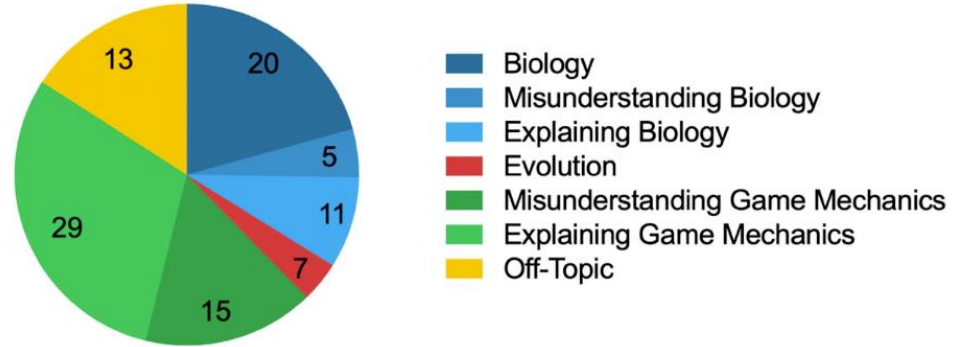 13
20
5
11
7
15
29
Biology
Misunderstanding Biology
Explaining Biology
Evolution
Misunderstanding Game Mechanics
Explaining Game Mechanics
Off-Topic